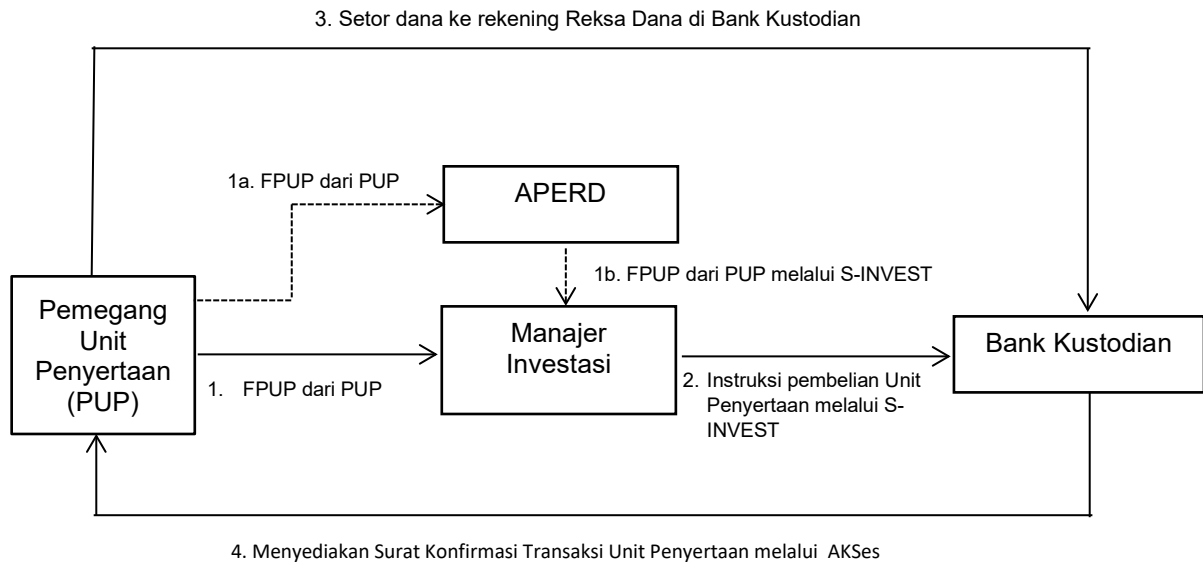 3. Setor dana ke rekening Reksa Dana di Bank Kustodian
1a. FPUP dari PUP
APERD
1b. FPUP dari PUP melalui S-INVEST
Pemegang
Unit
Penyertaan
(PUP)
1. FPUP dari PUP
Manajer
Investasi
2. Instruksi pembelian Unit
Penyertaan melalui S-
INVEST
Bank Kustodian
4. Menyediakan Surat Konfirmasi Transaksi Unit Penyertaan melalui AKSes